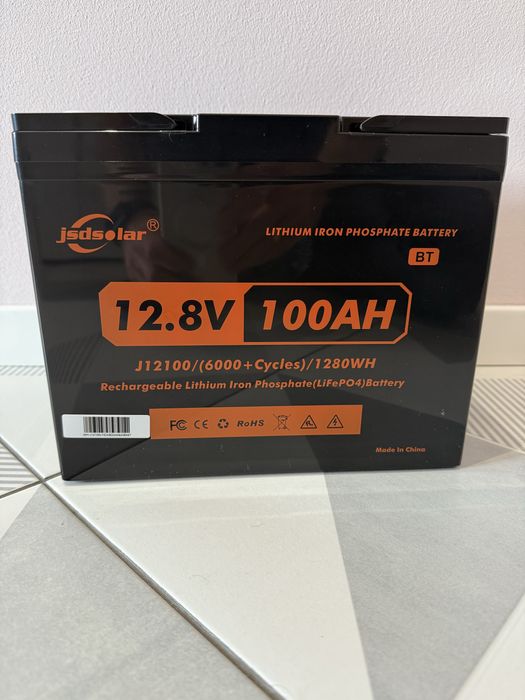 jsdsolar®
LITHIUM IRON PHOSPHATE BATTERY
BT
12.8V 100AH
J12100/(6000+Cycles)/1280WH
Rechargeable Lithium Iron Phosphate(LiFePO4)Battery
FC CE RoHS
Made In China